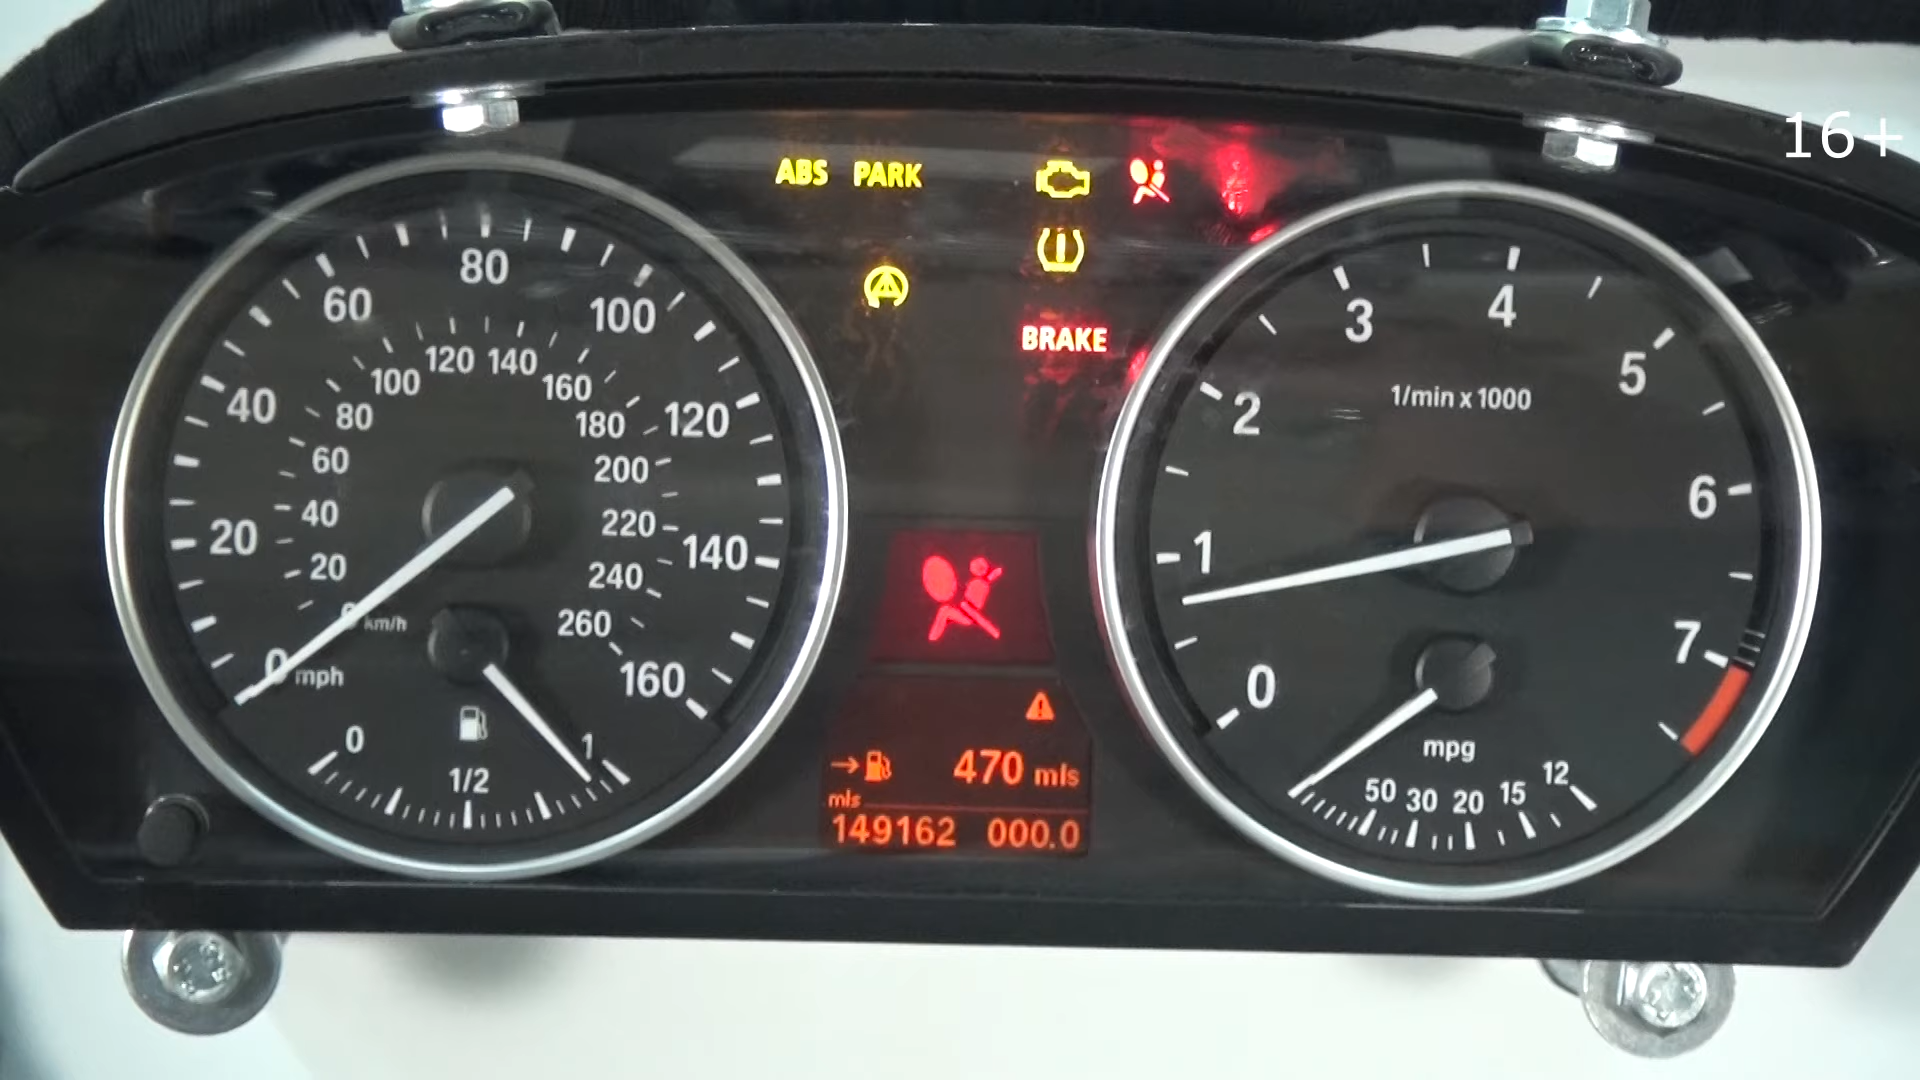 16+
ABS PARK
BRAKE
0 20 40 60 80 100 120 140 160
mph
0 20 40 60 80 100 120 140 160 180 200 220 240 260
km/h
0 1/2 1
470 mls
mls
149162 000.0
0 1 2 3 4 5 6 7
1/min x 1000
mpg
50 30 20 15 12